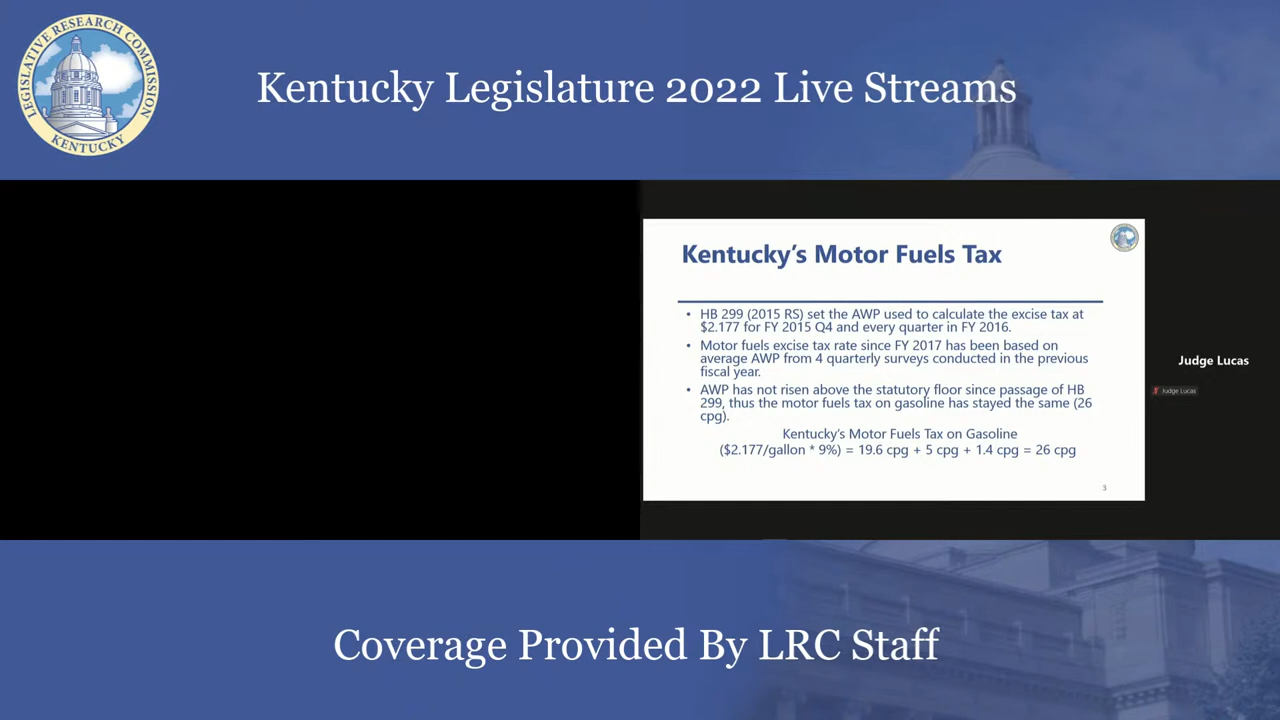 LEGISLATIVE RESEARCH COMMISSION
KENTUCKY
Kentucky Legislature 2022 Live Streams
Kentucky's Motor Fuels Tax
• HB 299 (2015 RS) set the AWP used to calculate the excise tax at
$2.177 for FY 2015 Q4 and every quarter in FY 2016.
• Motor fuels excise tax rate since FY 2017 has been based on
average AWP from 4 quarterly surveys conducted in the previous
fiscal year.
• AWP has not risen above the statutory floor since passage of HB
299, thus the motor fuels tax on gasoline has stayed the same (26
cpg).
Kentucky's Motor Fuels Tax on Gasoline
($2.177/gallon * 9%) = 19.6 cpg + 5 cpg + 1.4 cpg = 26 cpg
3
Judge Lucas
Judge Lucas
Coverage Provided By LRC Staff